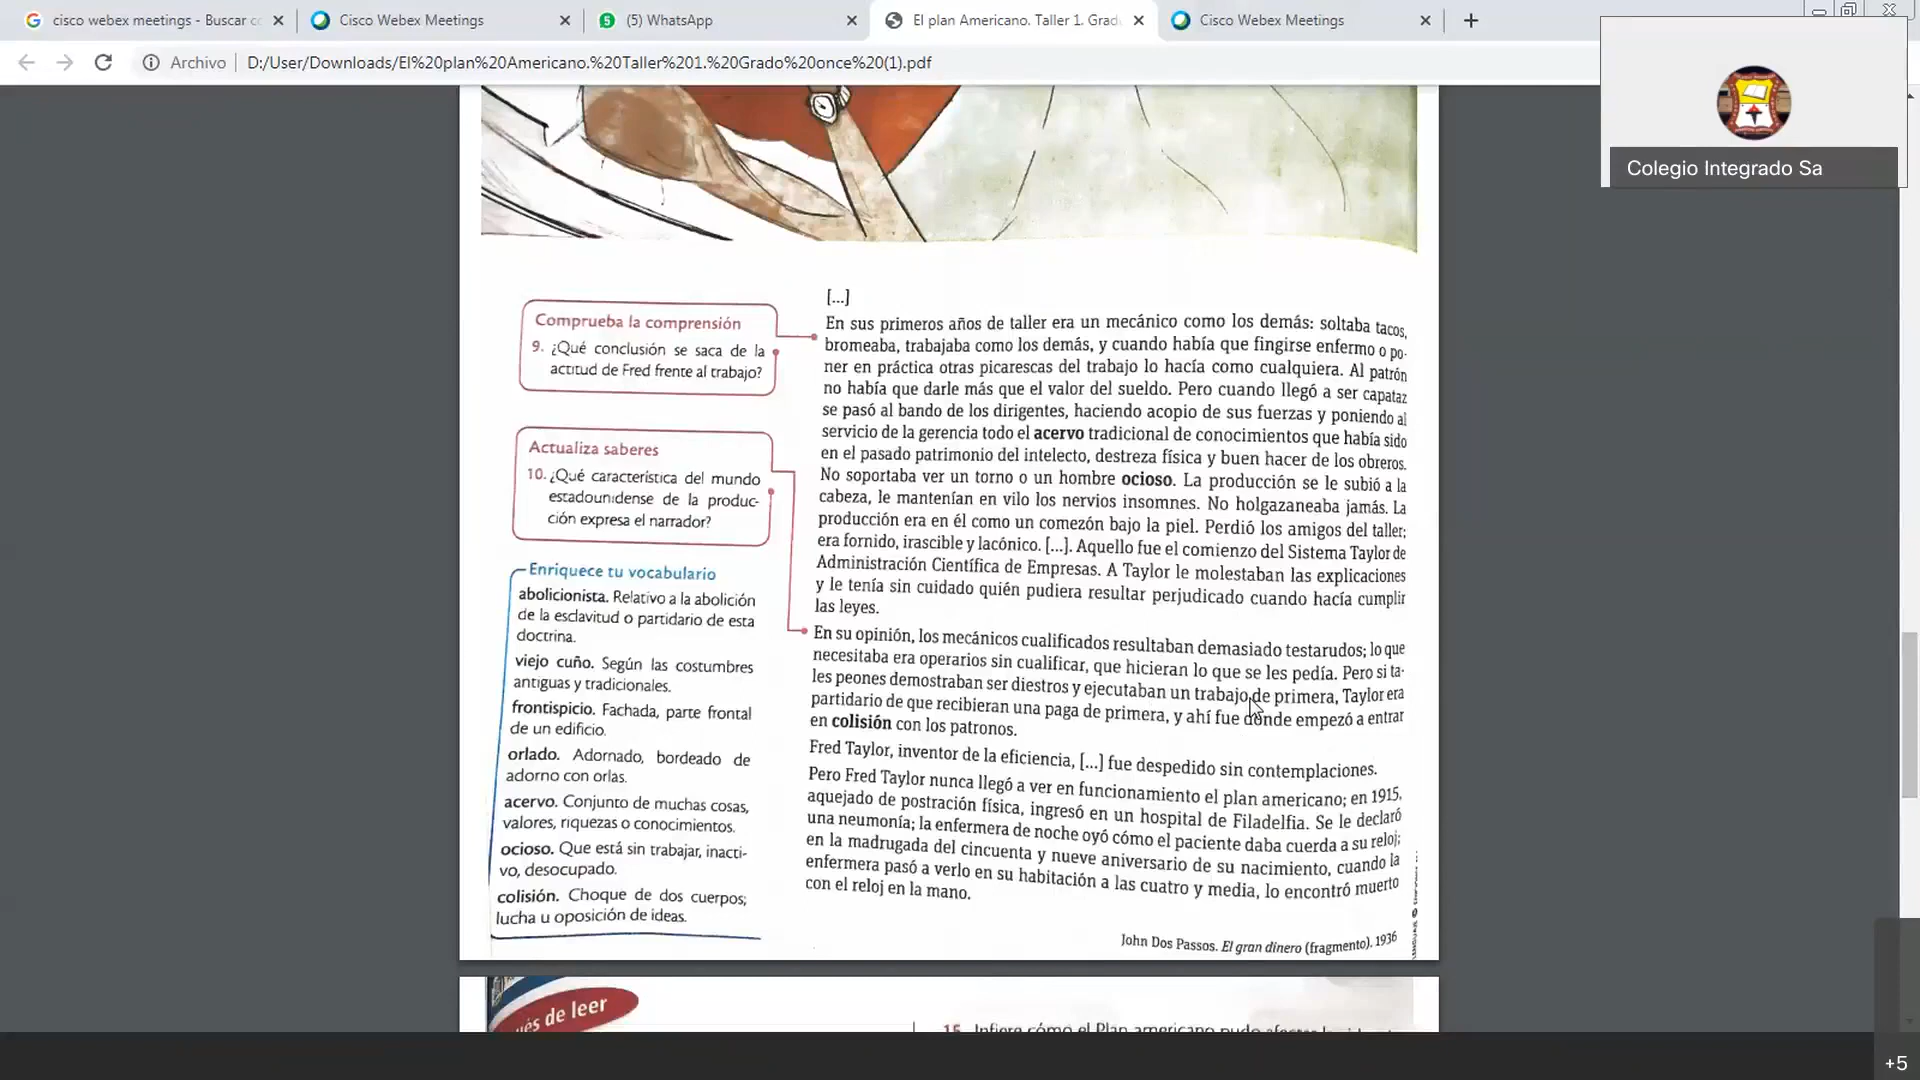 cisco webex meetings - Buscar c
Cisco Webex Meetings
(5) WhatsApp
El plan Americano. Taller 1. Grad
Cisco Webex Meetings
Archivo
D:/User/Downloads/El%20plan%20Americano.%20Taller%201.%20Grado%20once%20(1).pdf
Colegio Integrado Sa
Comprueba la comprensión
9. ¿Qué conclusión se saca de la
actitud de Fred frente al trabajo?
Actualiza saberes
10. ¿Qué característica del mundo
estadounidense de la produc-
ción expresa el narrador?
Enriquece tu vocabulario
abolicionista. Relativo a la abolición
de la esclavitud o partidario de esta
doctrina.
viejo cuño. Según las costumbres
antiguas y tradicionales.
frontispicio. Fachada, parte frontal
de un edificio.
orlado. Adornado, bordeado de
adorno con orlas.
acervo. Conjunto de muchas cosas,
valores, riquezas o conocimientos.
ocioso. Que está sin trabajar, inacti-
vo, desocupado.
colisión. Choque de dos cuerpos;
lucha u oposición de ideas.
[...]
En sus primeros años de taller era un mecánico como los demás: soltaba tacos,
bromeaba, trabajaba como los demás, y cuando había que fingirse enfermo o po-
ner en práctica otras picarescas del trabajo lo hacía como cualquiera. Al patrón
no había que darle más que el valor del sueldo. Pero cuando llegó a ser capataz
se pasó al bando de los dirigentes, haciendo acopio de sus fuerzas y poniendo al
servicio de la gerencia todo el acervo tradicional de conocimientos que había sido
en el pasado patrimonio del intelecto, destreza física y buen hacer de los obreros.
No soportaba ver un torno o un hombre ocioso. La producción se le subió a la
cabeza, le mantenían en vilo los nervios insomnes. No holgazaneaba jamás. La
producción era en él como un comezón bajo la piel. Perdió los amigos del taller;
era fornido, irascible y lacónico. [...]. Aquello fue el comienzo del Sistema Taylor de
Administración Científica de Empresas. A Taylor le molestaban las explicaciones
y le tenía sin cuidado quién pudiera resultar perjudicado cuando hacía cumplir
las leyes.
En su opinión, los mecánicos cualificados resultaban demasiado testarudos; lo que
necesitaba era operarios sin cualificar, que hicieran lo que se les pedía. Pero si ta-
les peones demostraban ser diestros y ejecutaban un trabajo de primera, Taylor era
partidario de que recibieran una paga de primera, y ahí fue donde empezó a entrar
en colisión con los patronos.
Fred Taylor, inventor de la eficiencia, [...] fue despedido sin contemplaciones.
Pero Fred Taylor nunca llegó a ver en funcionamiento el plan americano; en 1915,
aquejado de postración física, ingresó en un hospital de Filadelfia. Se le declaró
una neumonía; la enfermera de noche oyó cómo el paciente daba cuerda a su reloj;
en la madrugada del cincuenta y nueve aniversario de su nacimiento, cuando la
enfermera pasó a verlo en su habitación a las cuatro y media, lo encontró muerto
con el reloj en la mano.
John Dos Passos. El gran dinero (fragmento). 1936
de leer
15. Infiere cómo el Plan americano pudo
+5